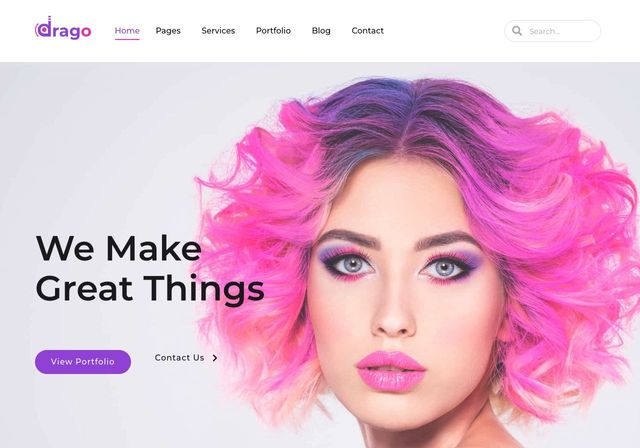 drago
Home Pages Services Portfolio Blog Contact
Search...
We Make
Great Things
View Portfolio
Contact Us